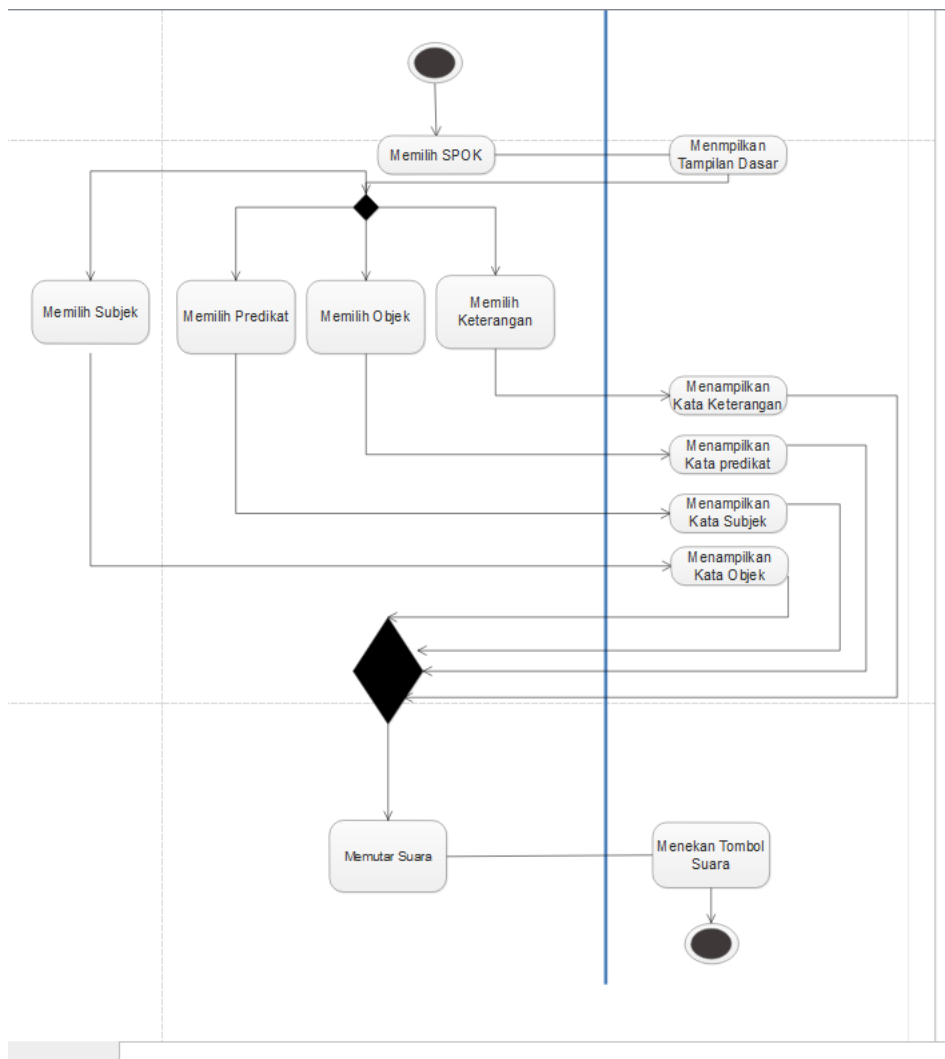 Memilih SPOK
Menmpilkan
Tampilan Dasar
Memilih Subjek
Memilih Predikat
Memilih Objek
Memilih
Keterangan
Menampilkan
Kata Keterangan
Menampilkan
Kata predikat
Menampilkan
Kata Subjek
Menampilkan
Kata Objek
Memutar Suara
Menekan Tombol
Suara